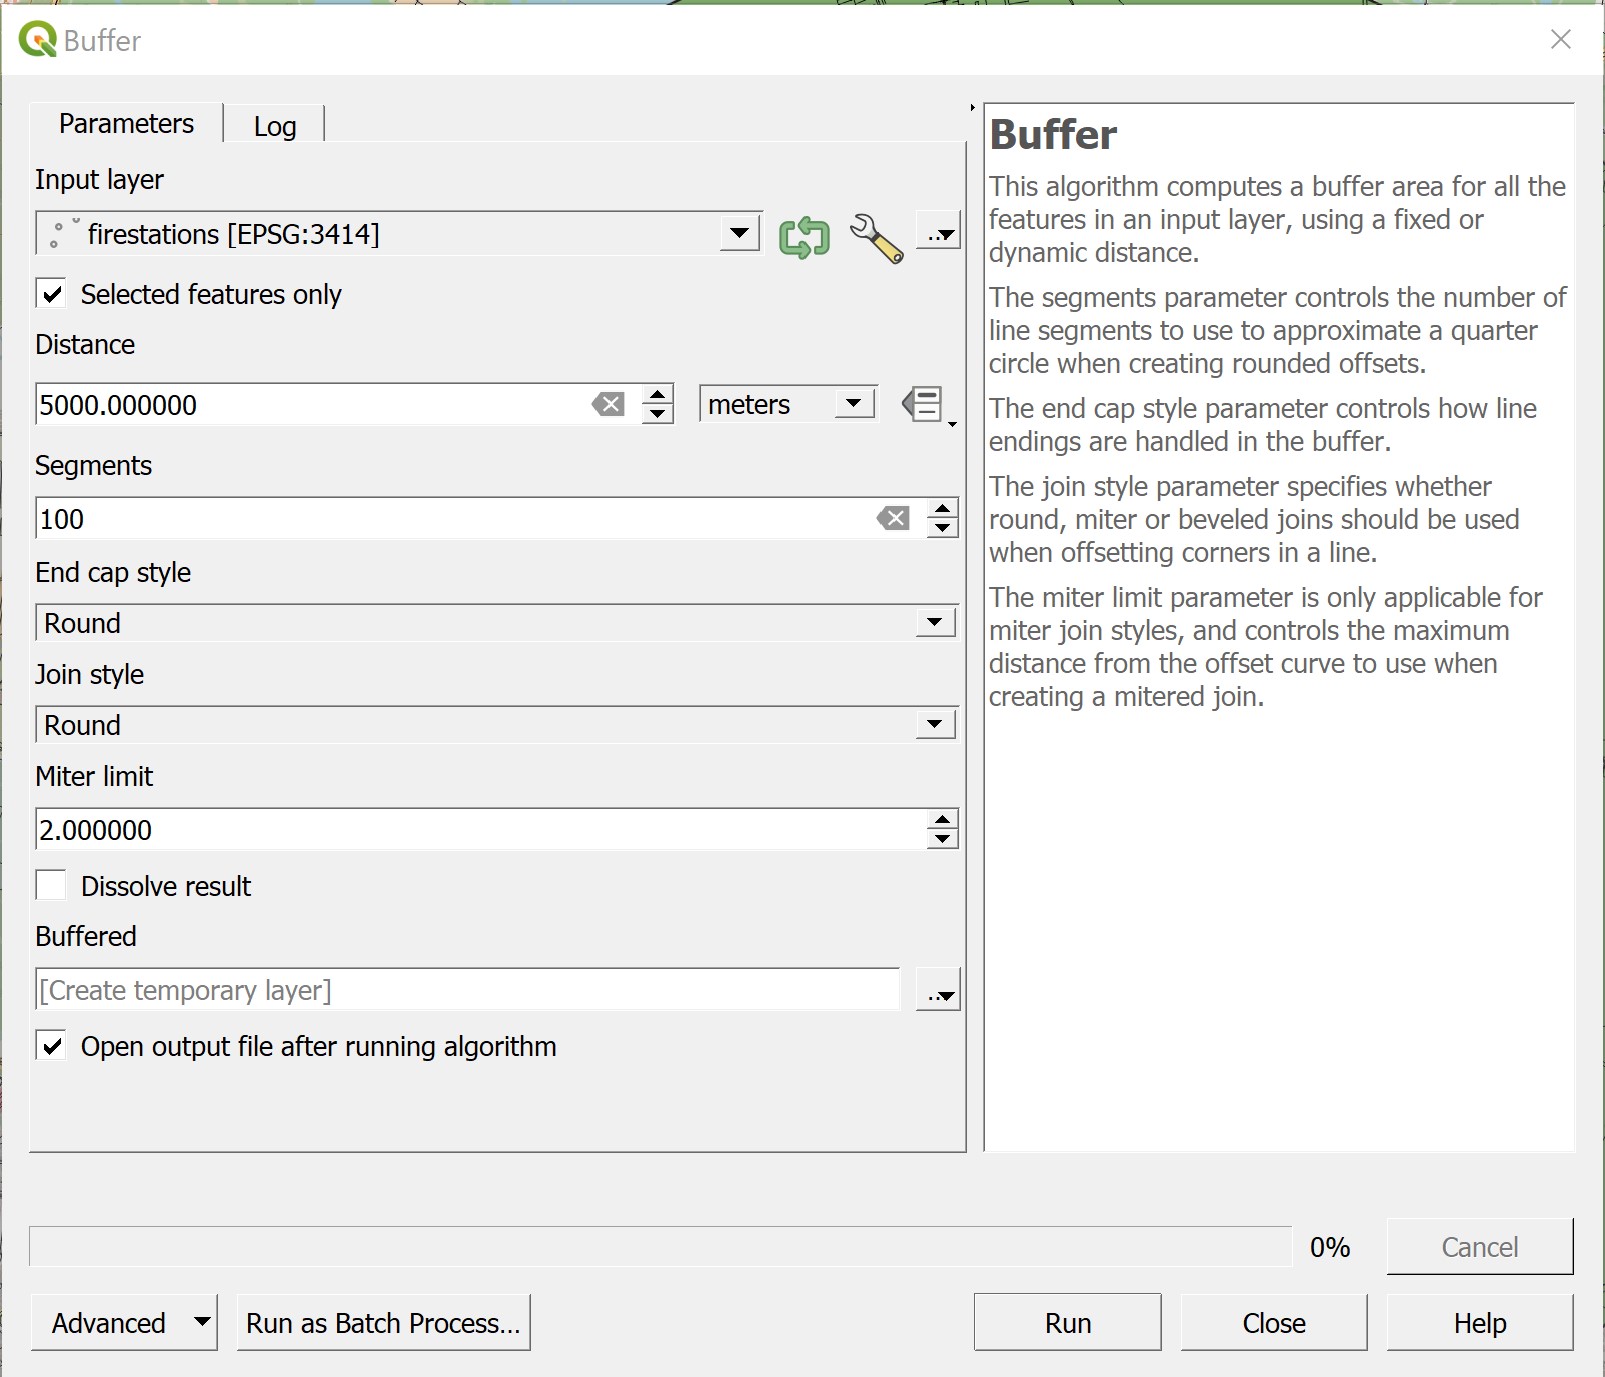 Buffer
Parameters
Log
Input layer
firestations [EPSG:3414]
...
Selected features only
Distance
5000.000000
meters
Segments
100
End cap style
Round
Join style
Round
Miter limit
2.000000
Dissolve result
Buffered
[Create temporary layer]
...
Open output file after running algorithm
Buffer
This algorithm computes a buffer area for all the
features in an input layer, using a fixed or
dynamic distance.
The segments parameter controls the number of
line segments to use to approximate a quarter
circle when creating rounded offsets.
The end cap style parameter controls how line
endings are handled in the buffer.
The join style parameter specifies whether
round, miter or beveled joins should be used
when offsetting corners in a line.
The miter limit parameter is only applicable for
miter join styles, and controls the maximum
distance from the offset curve to use when
creating a mitered join.
0%
Cancel
Advanced
Run as Batch Process...
Run
Close
Help